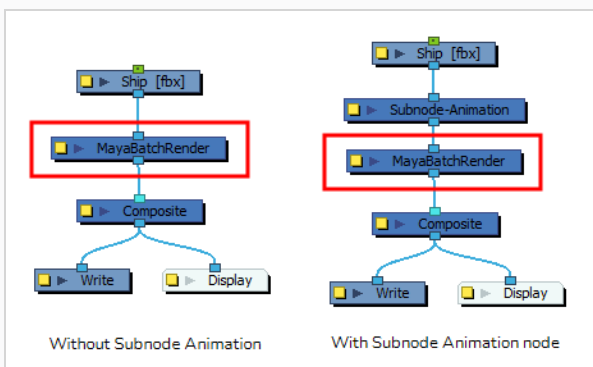 Ship [fbx]
MayaBatchRender
Composite
Write
Display
Without Subnode Animation
Ship [fbx]
Subnode-Animation
MayaBatchRender
Composite
Write
Display
With Subnode Animation node